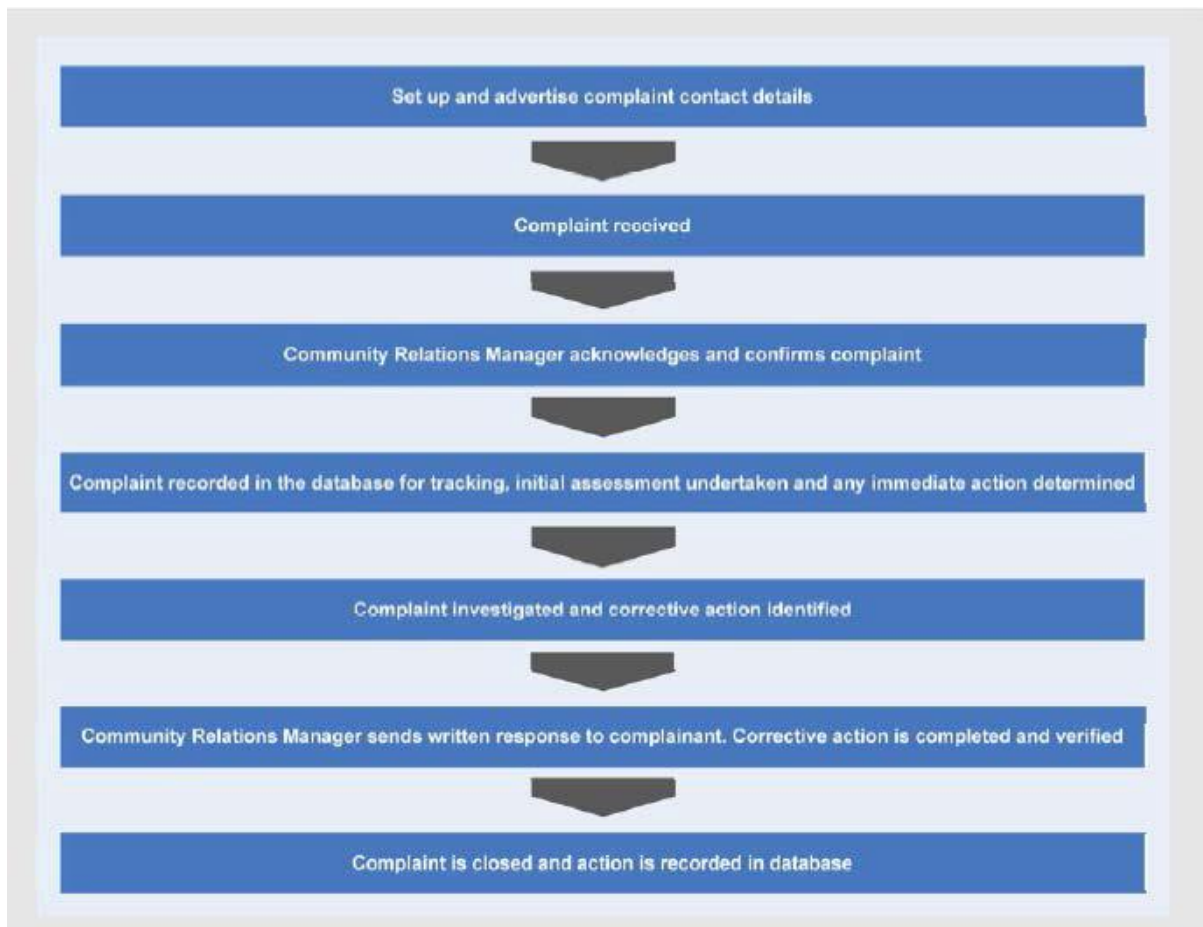 Set up and advertise complaint contact details
Complaint received
Community Relations Manager acknowledges and confirms complaint
Complaint recorded in the database for tracking, initial assessment undertaken and any immediate action determined
Complaint investigated and corrective action identified
Community Relations Manager sends written response to complainant. Corrective action is completed and verified
Complaint is closed and action is recorded in database